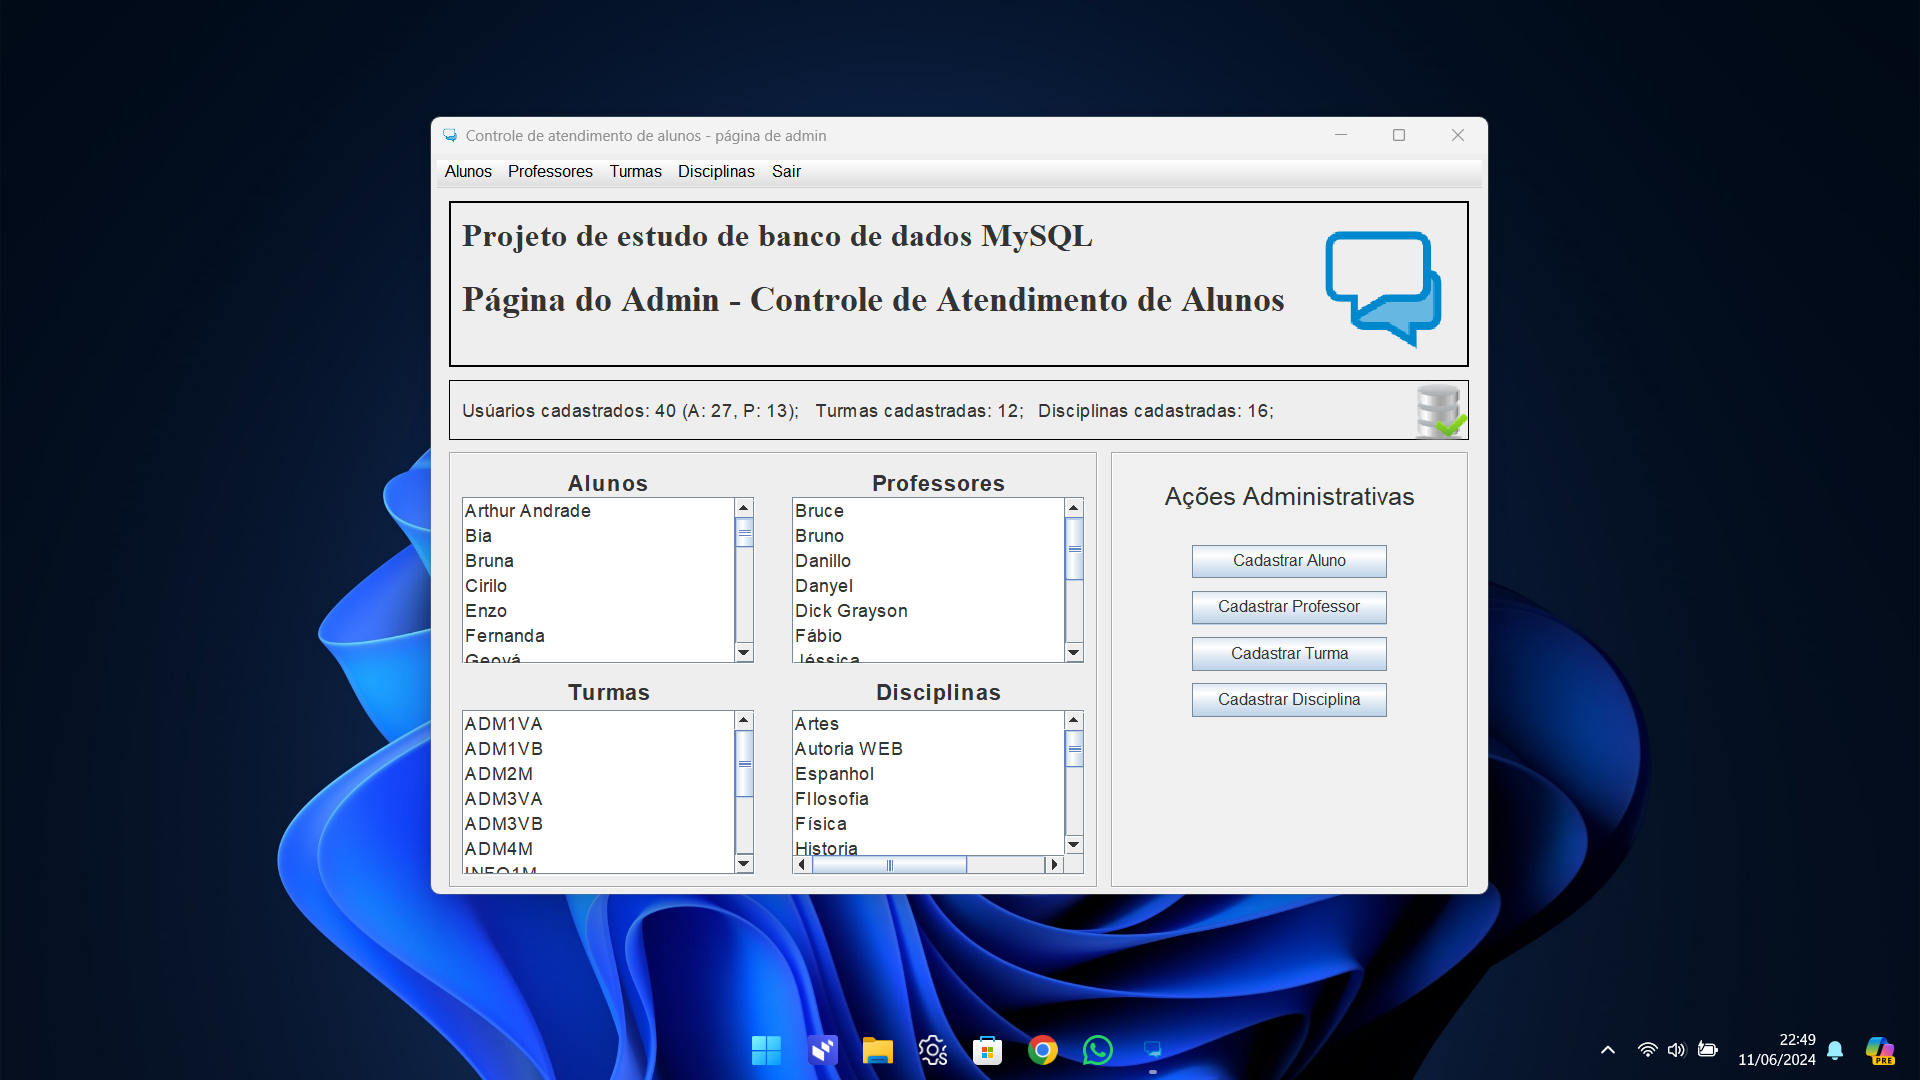 Controle de atendimento de alunos - página de admin
Alunos Professores Turmas Disciplinas Sair
Projeto de estudo de banco de dados MySQL
Página do Admin - Controle de Atendimento de Alunos
Usúarios cadastrados: 40 (A: 27, P: 13); Turmas cadastradas: 12; Disciplinas cadastradas: 16;
Alunos
Arthur Andrade
Bia
Bruna
Cirilo
Enzo
Fernanda
Geová
Professores
Bruce
Bruno
Danillo
Danyel
Dick Grayson
Fábio
Jéssica
Turmas
ADM1VA
ADM1VB
ADM2M
ADM3VA
ADM3VB
ADM4M
INFO1M
Disciplinas
Artes
Autoria WEB
Espanhol
FIlosofia
Física
Historia
Ações Administrativas
Cadastrar Aluno
Cadastrar Professor
Cadastrar Turma
Cadastrar Disciplina
22:49
11/06/2024
PRE